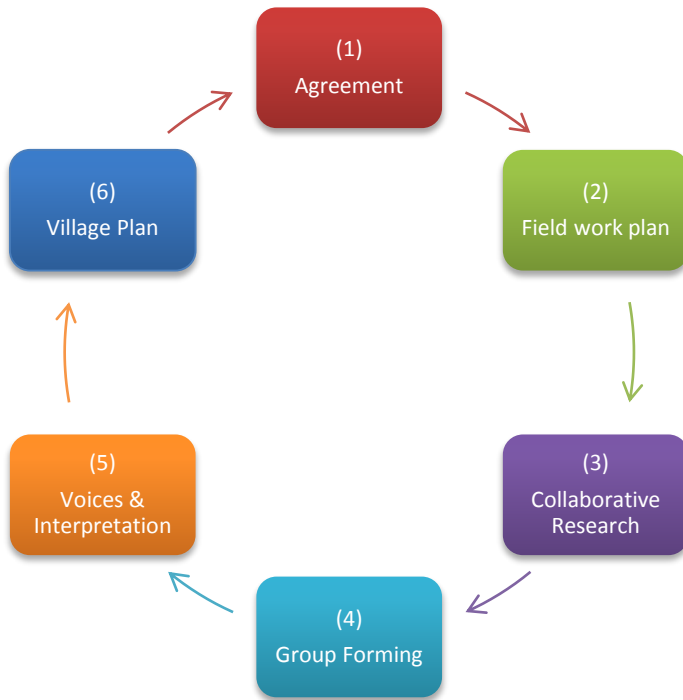 (1)
Agreement
(2)
Field work plan
(3)
Collaborative
Research
(4)
Group Forming
(5)
Voices &
Interpretation
(6)
Village Plan